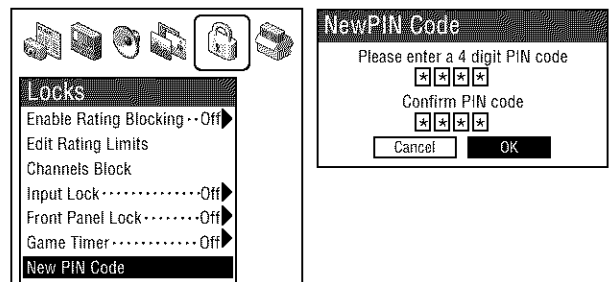 Locks
Enable Rating Blocking ··Off
Edit Rating Limits
Channels Block
Input Lock ·············Off
Front Panel Lock ········Off
Game Timer ············Off
New PIN Code
NewPIN Code
Please enter a 4 digit PIN code
* * * *
Confirm PIN code
* * * *
Cancel OK